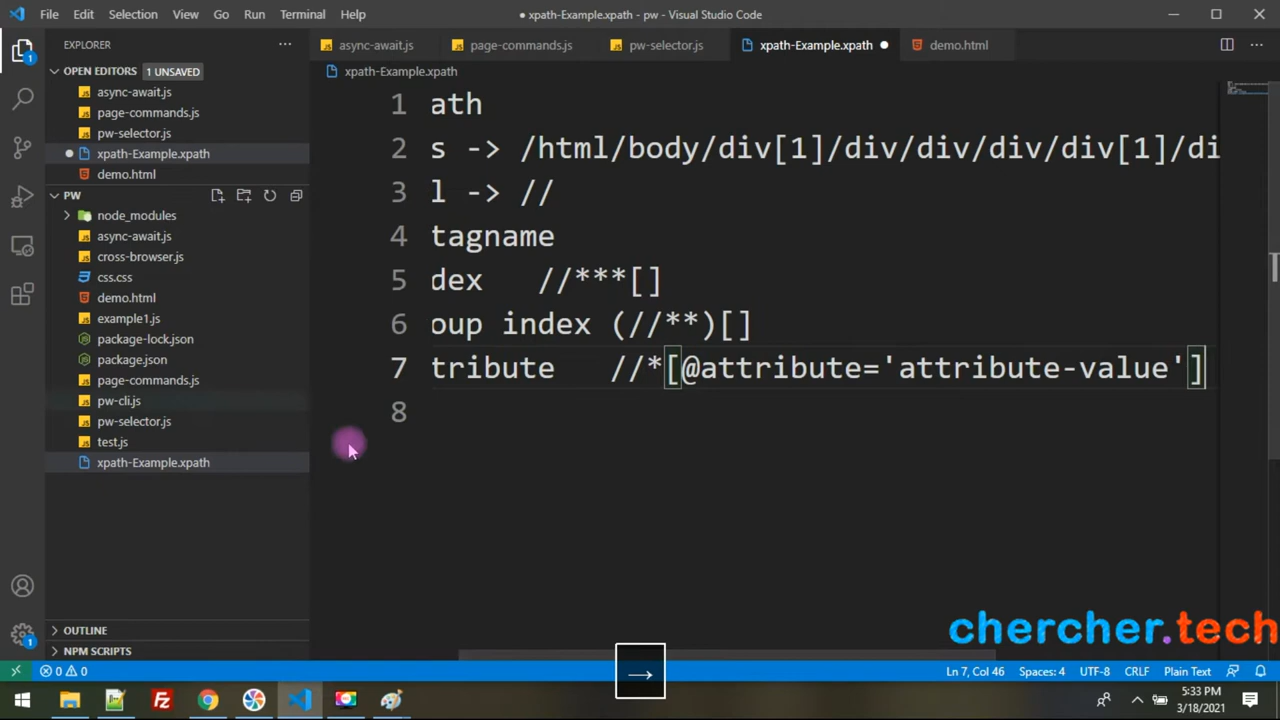 File Edit Selection View Go Run Terminal Help
● xpath-Example.xpath - pw - Visual Studio Code
EXPLORER
OPEN EDITORS 1 UNSAVED
async-await.js
page-commands.js
pw-selector.js
xpath-Example.xpath
demo.html
PW
node_modules
async-await.js
cross-browser.js
css.css
demo.html
example1.js
package-lock.json
package.json
page-commands.js
pw-cli.js
pw-selector.js
test.js
xpath-Example.xpath
OUTLINE
NPM SCRIPTS
async-await.js page-commands.js pw-selector.js xpath-Example.xpath demo.html
xpath-Example.xpath
1 ath
2 s -> /html/body/div[1]/div/div/div/div[1]/di
3 l -> //
4 tagname
5 dex //***[]
6 oup index (//**)[]
7 tribute //*[@attribute='attribute-value']
8
chercher.tech
→
0 0 Ln 7, Col 46 Spaces: 4 UTF-8 CRLF Plain Text
5:33 PM
3/18/2021